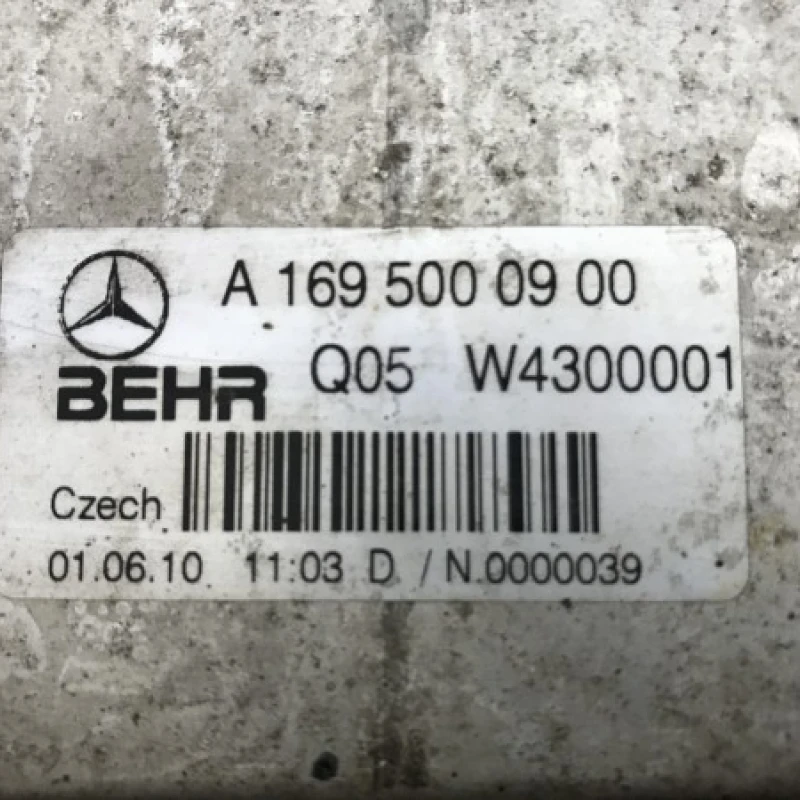 A 169 500 09 00
BEHR Q05 W4300001
Czech
01.06.10 11:03 D / N.0000039